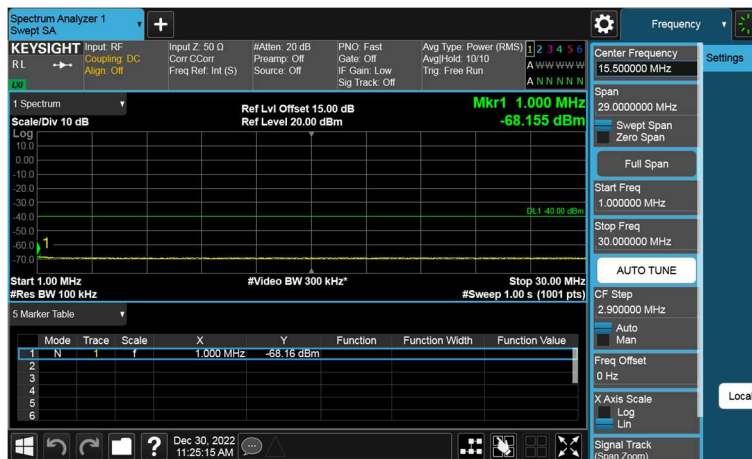 Spectrum Analyzer 1
Swept SA
Frequency
KEYSIGHT
RL
LXI
Input: RF
Coupling: DC
Align: Off
Input Z: 50 Ω
Corr CCorr
Freq Ref: Int (S)
#Atten: 20 dB
Preamp: Off
Source: Off
PNO: Fast
Gate: Off
IF Gain: Low
Sig Track: Off
Avg Type: Power (RMS)
Avg|Hold: 10/10
Trig: Free Run
1 2 3 4 5 6
A W W W W W
A N N N N N
1 Spectrum
Scale/Div 10 dB
Ref Lvl Offset 15.00 dB
Ref Level 20.00 dBm
Mkr1 1.000 MHz
-68.155 dBm
Log
10.0
0.00
-10.0
-20.0
-30.0
-40.0
-50.0
-60.0
-70.0
DL1 -40.00 dBm
1
Start 1.00 MHz
#Res BW 100 kHz
#Video BW 300 kHz*
Stop 30.00 MHz
#Sweep 1.00 s (1001 pts)
5 Marker Table
Mode Trace Scale X Y Function Function Width Function Value
1 N 1 f 1.000 MHz -68.16 dBm
2
3
4
5
6
Dec 30, 2022
11:25:15 AM
Center Frequency
15.500000 MHz
Settings
Span
29.0000000 MHz
Swept Span
Zero Span
Full Span
Start Freq
1.000000 MHz
Stop Freq
30.000000 MHz
AUTO TUNE
CF Step
2.900000 MHz
Auto
Man
Freq Offset
0 Hz
X Axis Scale
Log
Lin
Local
Signal Track
(Span Zoom)